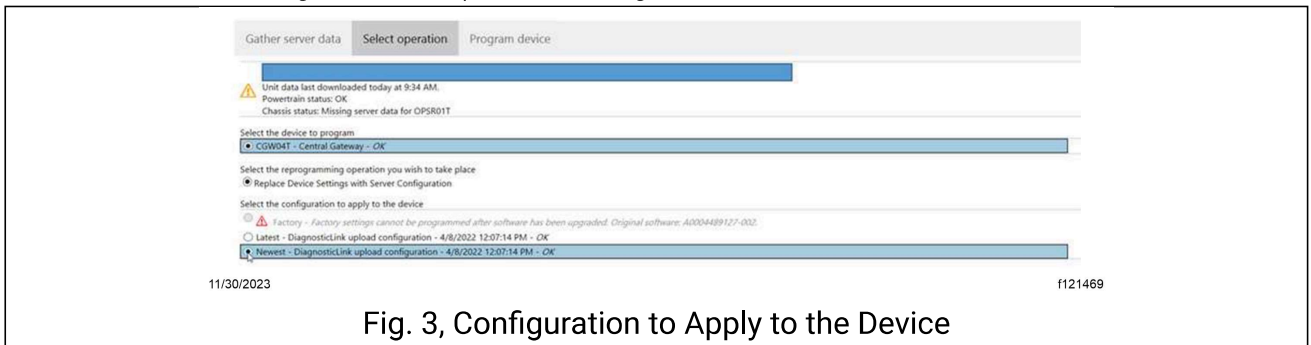 Gather server data Select operation Program device
Unit data last downloaded today at 9:34 AM.
Powertrain status: OK
Chassis status: Missing server data for OPSR01T
Select the device to program
CGW04T - Central Gateway - OK
Select the reprogramming operation you wish to take place
Replace Device Settings with Server Configuration
Select the configuration to apply to the device
Factory - Factory settings cannot be programmed after software has been upgraded. Original software: A0004489127-002.
Latest - DiagnosticLink upload configuration - 4/8/2022 12:07:14 PM - OK
Newest - DiagnosticLink upload configuration - 4/8/2022 12:07:14 PM - OK
11/30/2023 f121469
Fig. 3, Configuration to Apply to the Device